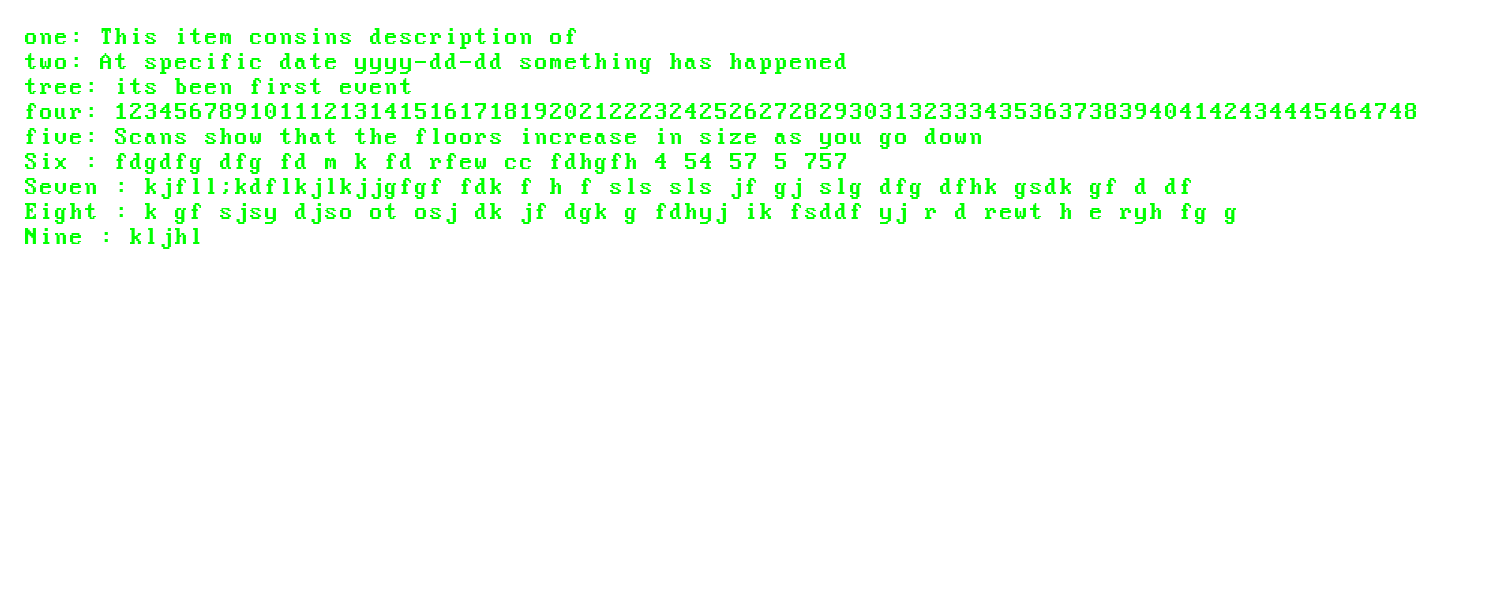 one: This item consins description of
two: At specific date yyyy-dd-dd something has happened
tree: its been first event
four: 123456789101112131415161718192021222324252627282930313233343536373839404142434445464748
five: Scans show that the floors increase in size as you go down
Six : fdgdfg dfg fd m k fd rfew cc fdhgfh 4 54 57 5 757
Seven : kjfll;kdflkjlkjjgfgf fdk f h f sls sls jf gj slg dfg dfhk gsdk gf d df
Eight : k gf sjsy djso ot osj dk jf dgk g fdhyj ik fsddf yj r d rewt h e ryh fg g
Nine : kljhl